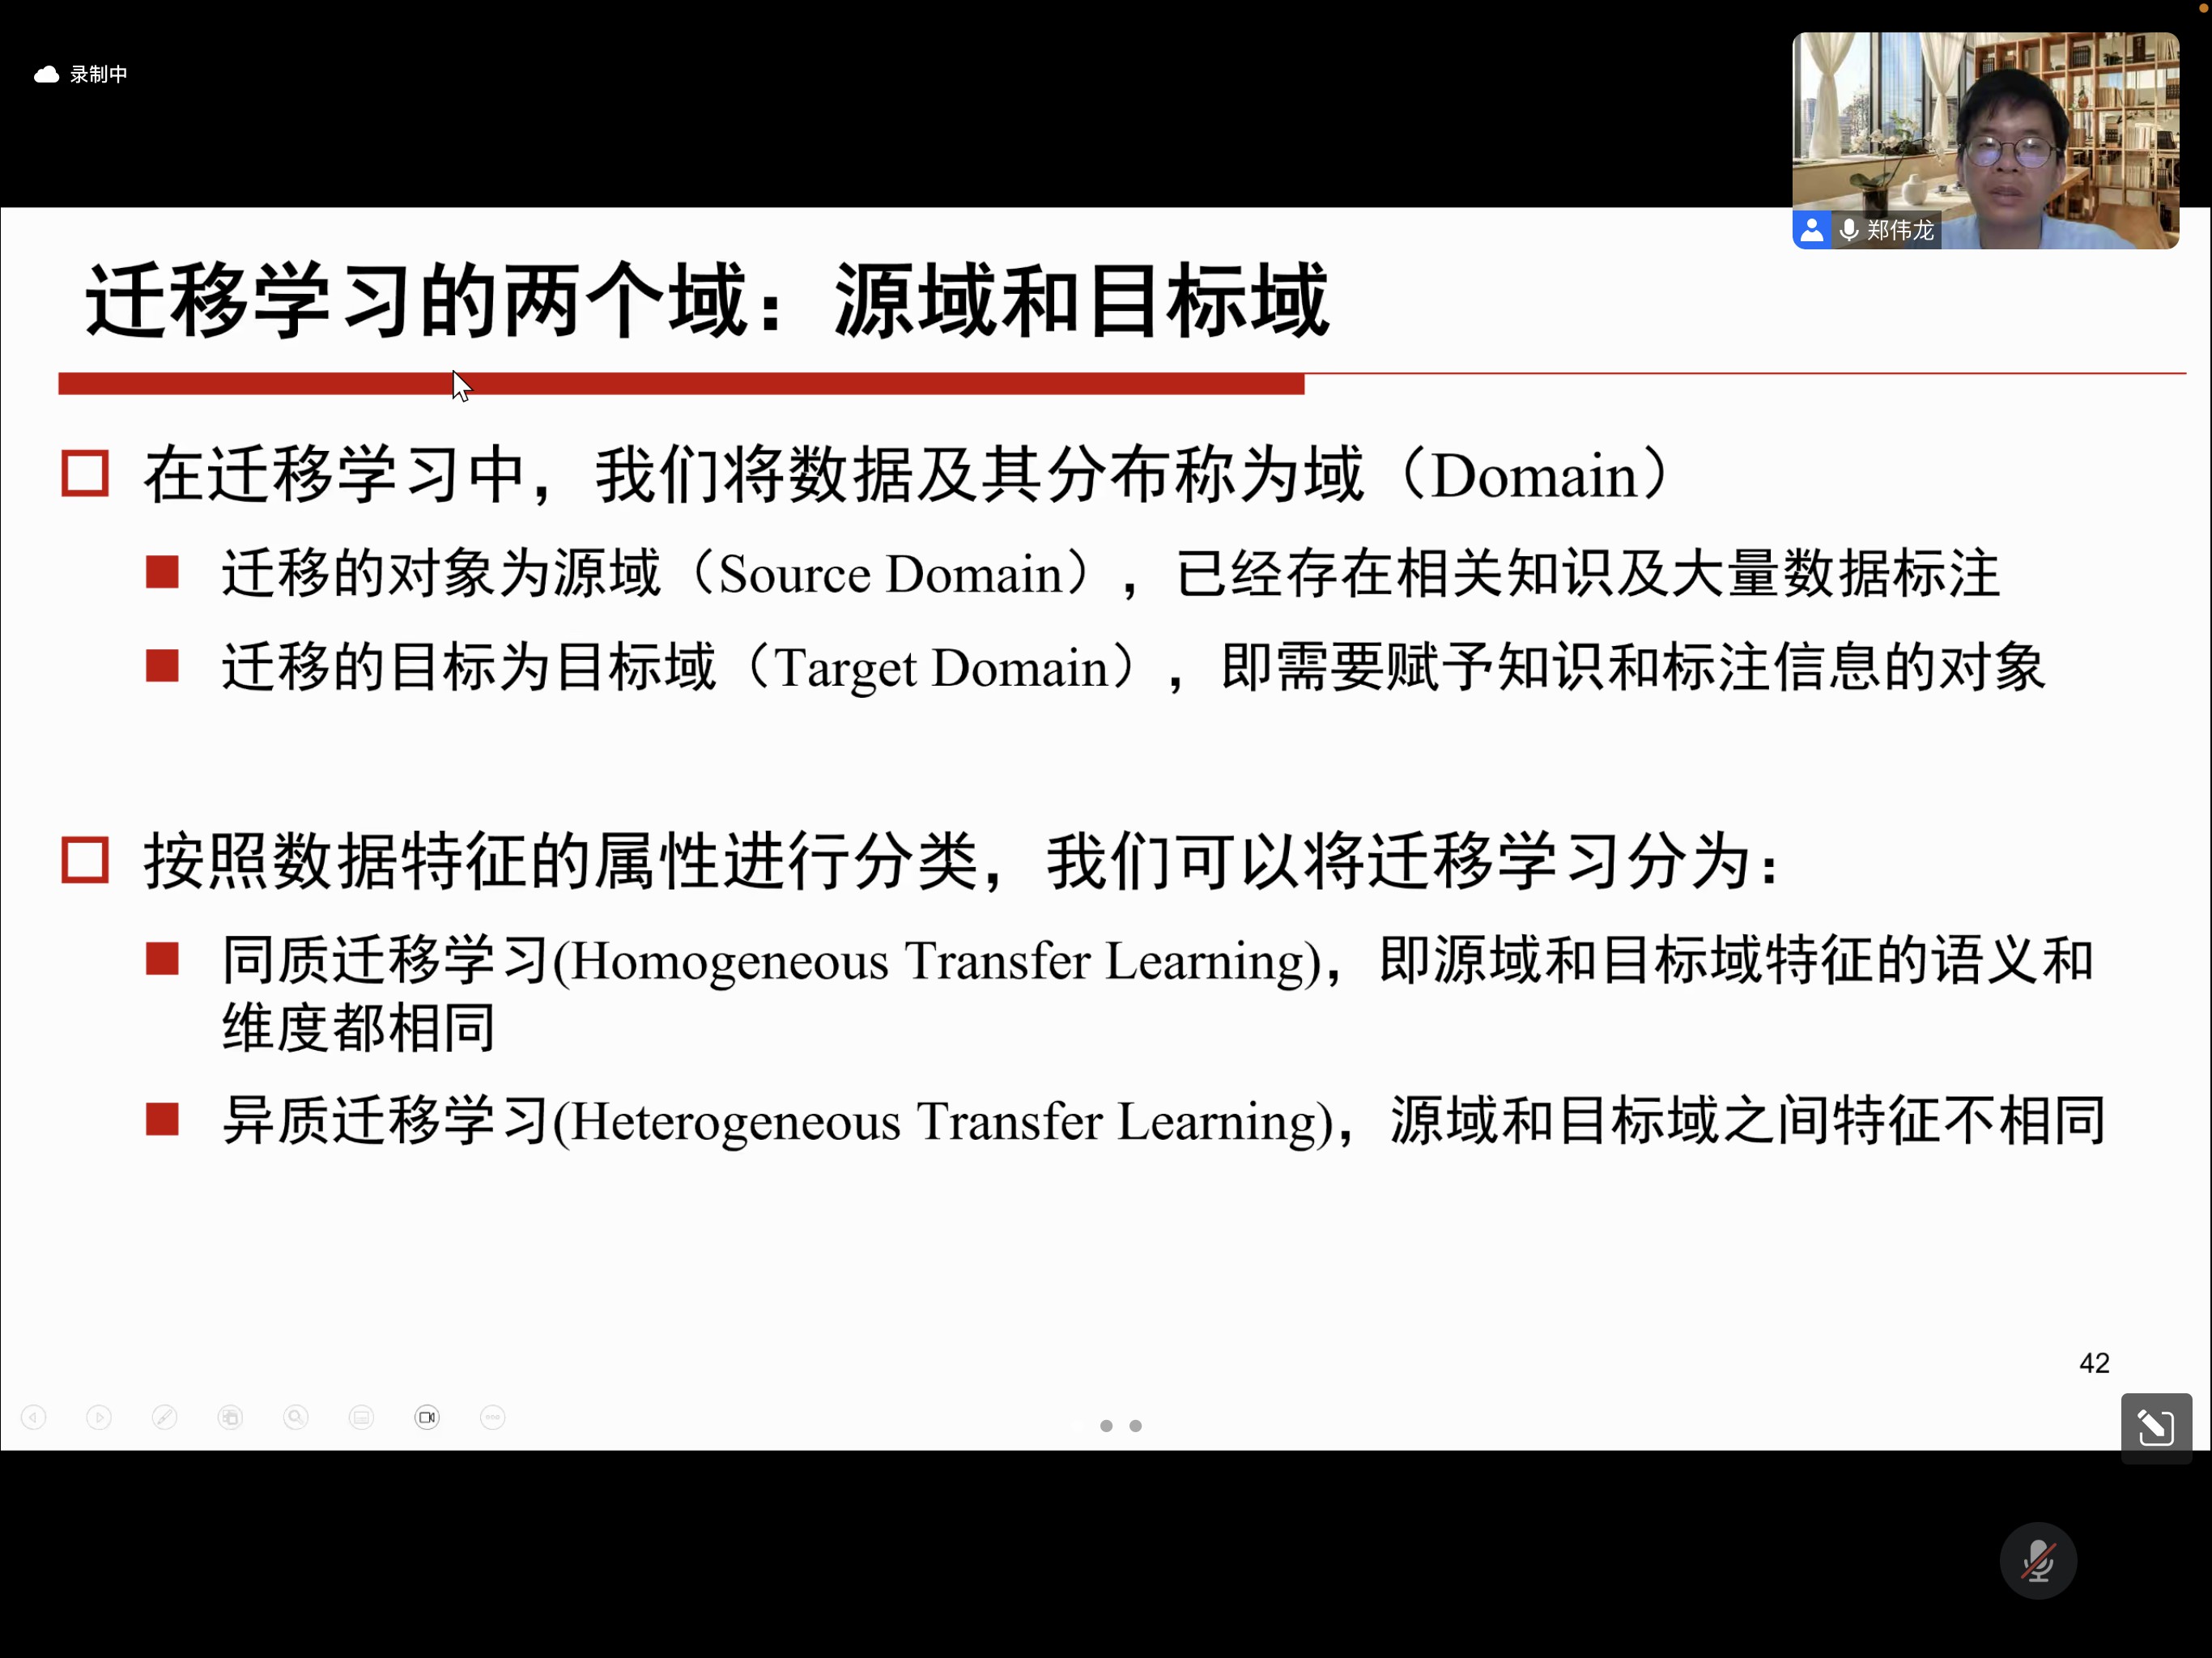 录制中
郑伟龙
迁移学习的两个域：源域和目标域
在迁移学习中，我们将数据及其分布称为域（Domain）
迁移的对象为源域（Source Domain），已经存在相关知识及大量数据标注
迁移的目标为目标域（Target Domain），即需要赋予知识和标注信息的对象
按照数据特征的属性进行分类，我们可以将迁移学习分为：
同质迁移学习(Homogeneous Transfer Learning)，即源域和目标域特征的语义和
维度都相同
异质迁移学习(Heterogeneous Transfer Learning)，源域和目标域之间特征不相同
42